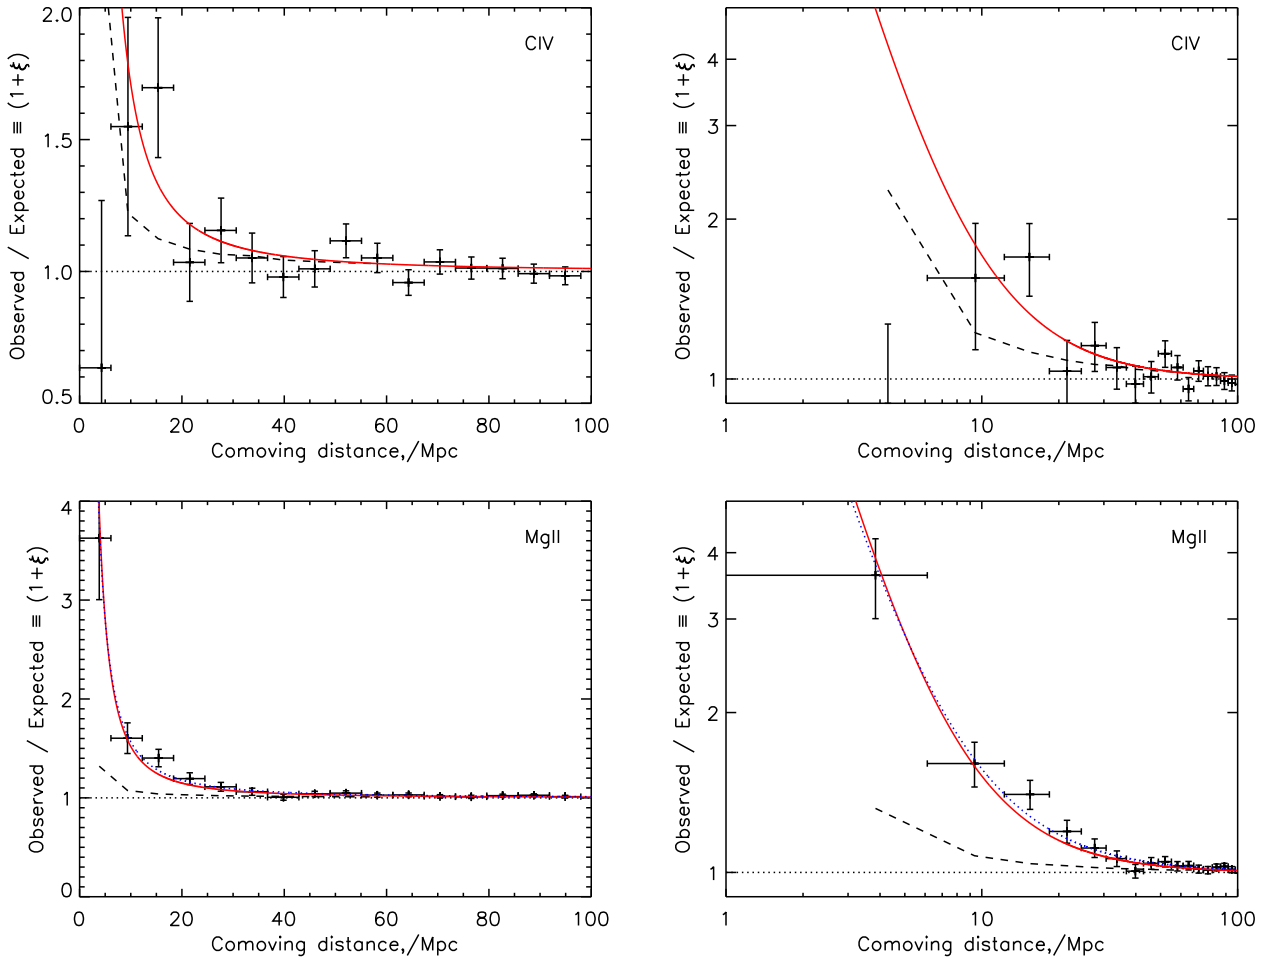 2.0
1.5
1.0
0.5
Observed / Expected ≡ (1+ξ)
CIV
0 20 40 60 80 100
Comoving distance,/Mpc
4
3
2
1
Observed / Expected ≡ (1+ξ)
CIV
1 10 100
Comoving distance,/Mpc
4
3
2
1
0
Observed / Expected ≡ (1+ξ)
MgII
0 20 40 60 80 100
Comoving distance,/Mpc
4
3
2
1
Observed / Expected ≡ (1+ξ)
MgII
1 10 100
Comoving distance,/Mpc